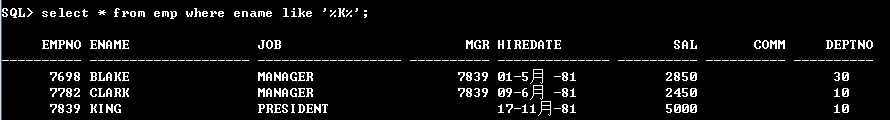 SQL> select * from emp where ename like '%K%';
EMPNO ENAME JOB MGR HIREDATE SAL COMM DEPTNO
---------- -------------------- ------------------ ---------- -------------- ---------- ---------- ----------
7698 BLAKE MANAGER 7839 01-5月 -81 2850 30
7782 CLARK MANAGER 7839 09-6月 -81 2450 10
7839 KING PRESIDENT 17-11月-81 5000 10